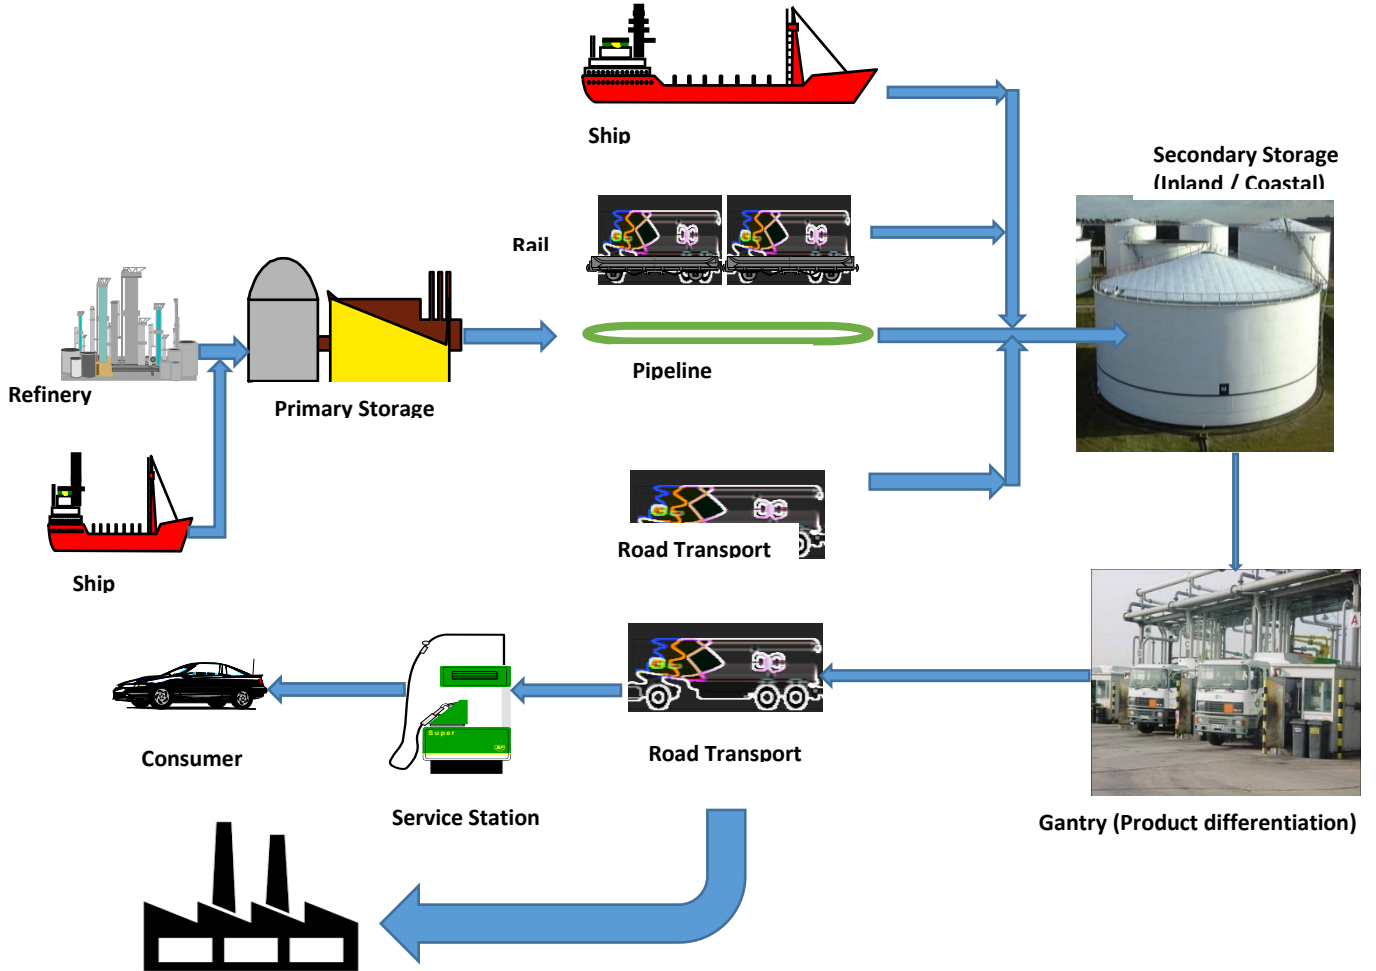 Ship
Secondary Storage
(Inland / Coastal)
Rail
Pipeline
Refinery
Primary Storage
Road Transport
Ship
Super
A
Consumer
Road Transport
Service Station
Gantry (Product differentiation)